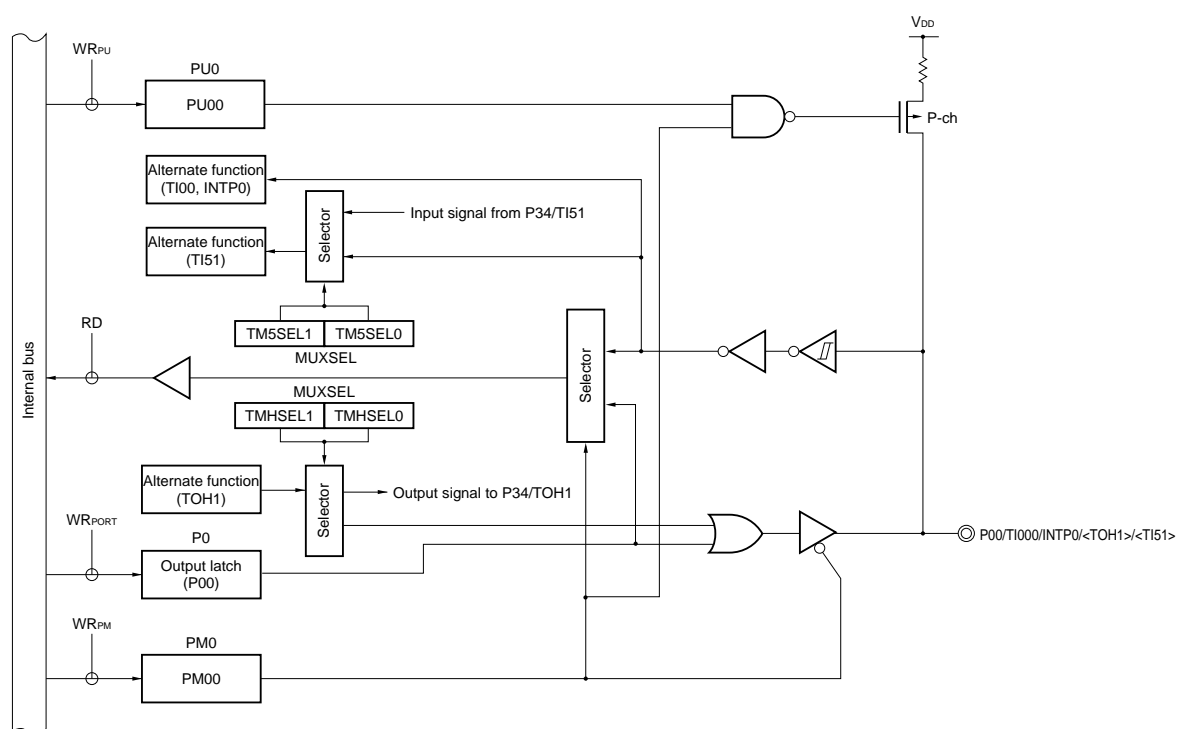 VDD
WRPU
PU0
PU00
P-ch
Alternate function
(TI00, INTP0)
Selector
Input signal from P34/TI51
Alternate function
(TI51)
TM5SEL1 TM5SEL0
MUXSEL
RD
Internal bus
Selector
MUXSEL
TMHSEL1 TMHSEL0
Alternate function
(TOH1)
Selector
Output signal to P34/TOH1
WRPORT
P0
Output latch
(P00)
P00/TI000/INTP0/<TOH1>/<TI51>
WRPM
PM0
PM00